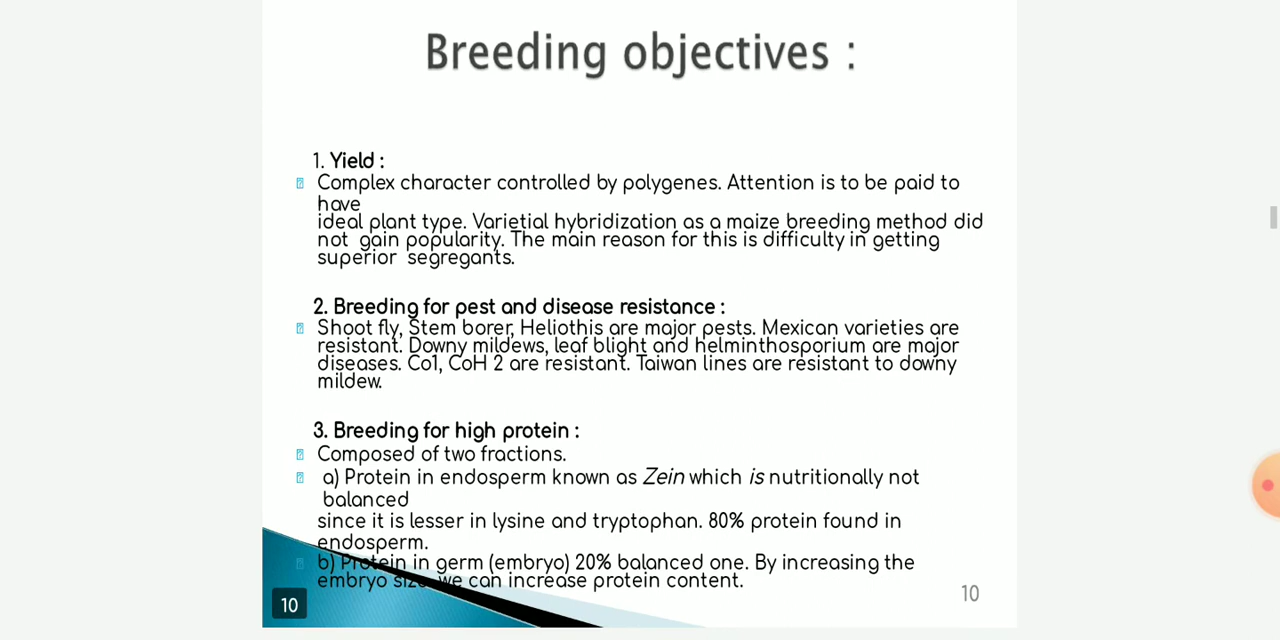 Breeding objectives :
1. Yield :
Complex character controlled by polygenes. Attention is to be paid to
have
ideal plant type. Varietial hybridization as a maize breeding method did
not gain popularity. The main reason for this is difficulty in getting
superior segregants.
2. Breeding for pest and disease resistance :
Shoot fly, Stem borer, Heliothis are major pests. Mexican varieties are
resistant. Downy mildews, leaf blight and helminthosporium are major
diseases. Co1, CoH 2 are resistant. Taiwan lines are resistant to downy
mildew.
3. Breeding for high protein :
Composed of two fractions.
a) Protein in endosperm known as Zein which is nutritionally not
balanced
since it is lesser in lysine and tryptophan. 80% protein found in
endosperm.
b) Protein in germ (embryo) 20% balanced one. By increasing the
embryo size, we can increase protein content.
10
10